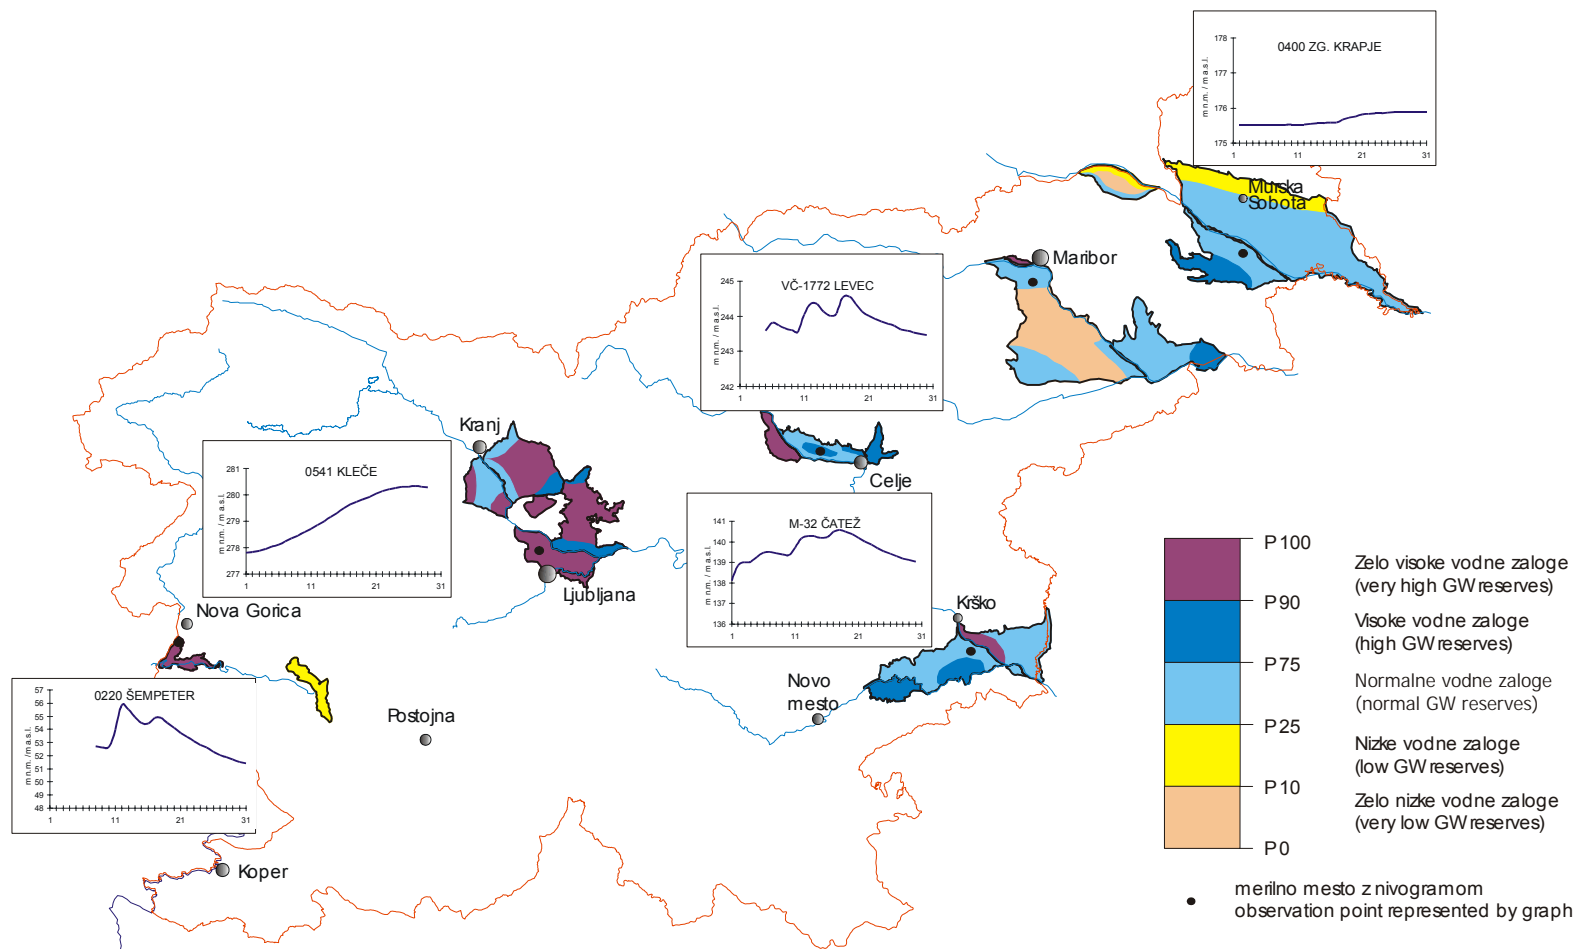 0400 ZG. KRAPJE
m n.m. / m a.s.l.
178
177
176
175
1 11 21 31
Murska
Sobota
Maribor
VČ-1772 LEVEC
m n.m. / m a.s.l.
245
244
243
242
1 11 21 31
Kranj
Celje
0541 KLEČE
m n.m. / m a.s.l.
281
280
279
278
277
1 11 21 31
M-32 ČATEŽ
m n.m. / m a.s.l.
141
140
139
138
137
136
1 11 21 31
Ljubljana
Nova Gorica
Krško
0220 ŠEMPETER
m n.m. / m a.s.l.
57
56
55
54
53
52
51
50
49
48
1 11 21 31
Postojna
Novo
mesto
Koper
P 100
Zelo visoke vodne zaloge
(very high GW reserves)
P 90
Visoke vodne zaloge
(high GW reserves)
P 75
Normalne vodne zaloge
(normal GW reserves)
P 25
Nizke vodne zaloge
(low GW reserves)
P 10
Zelo nizke vodne zaloge
(very low GW reserves)
P 0
merilno mesto z nivogramom
observation point represented by graph